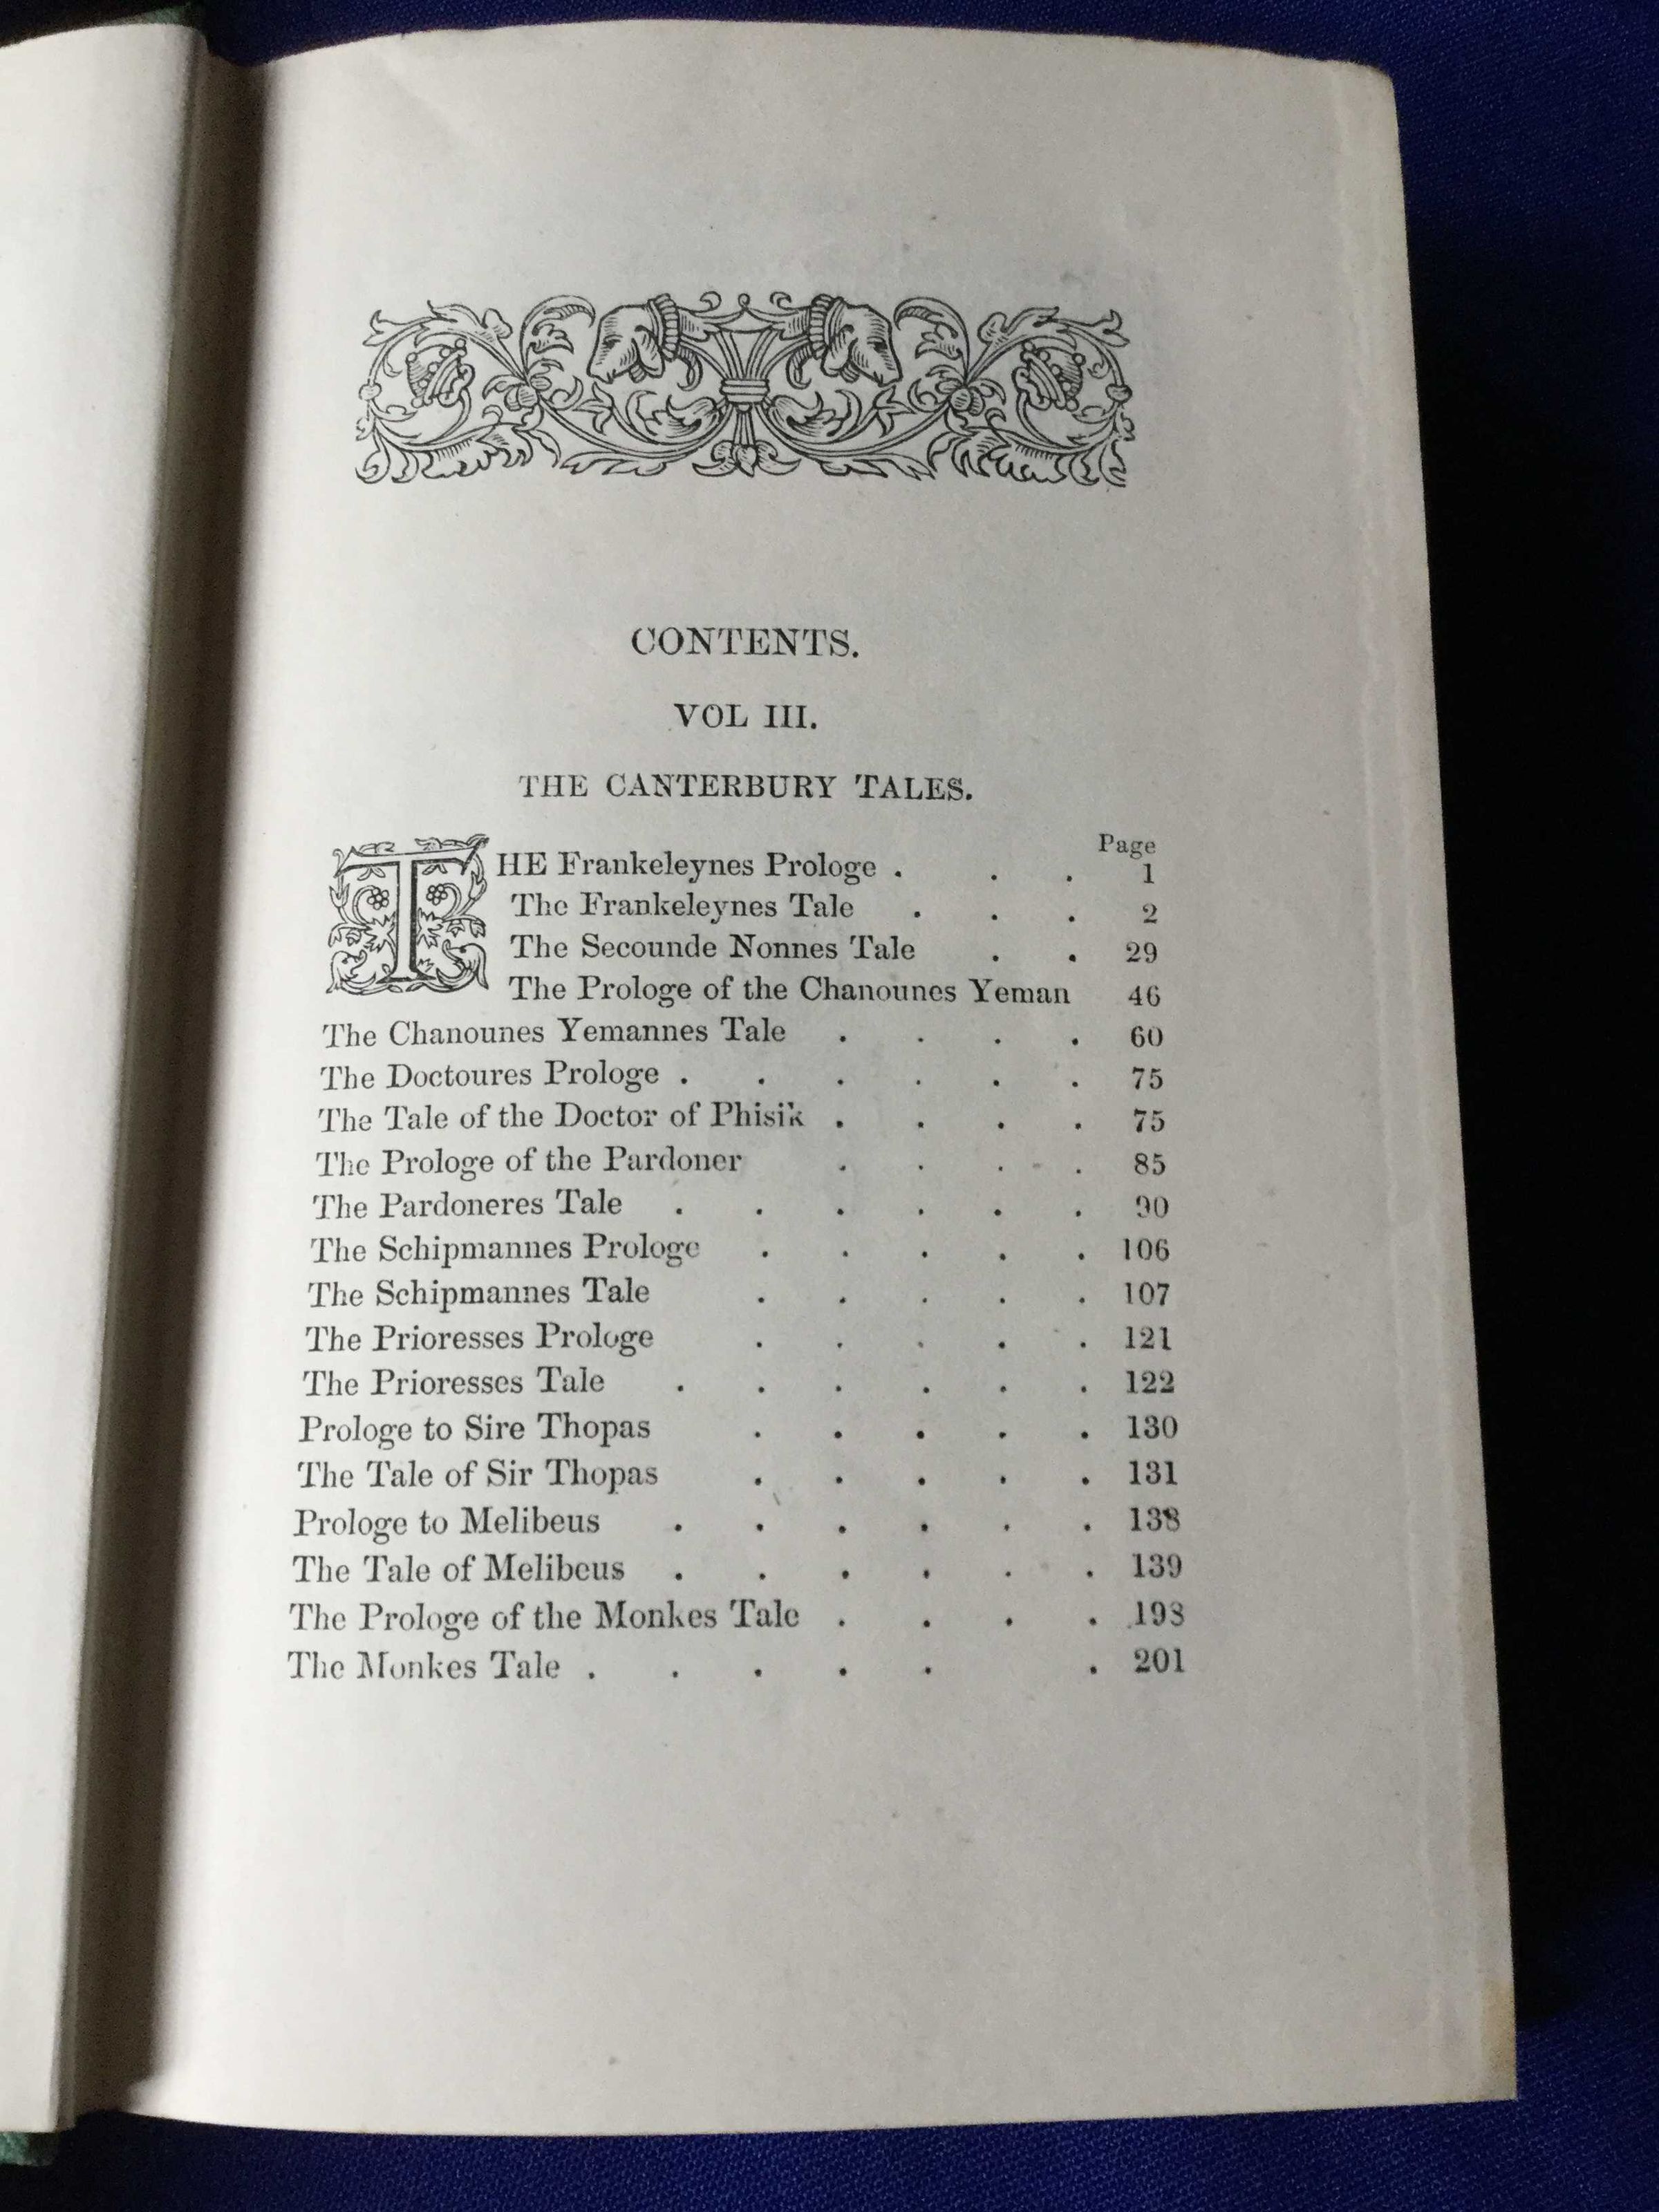 CONTENTS.
VOL III.
THE CANTERBURY TALES.
Page
THE Frankeleynes Prologe . . . 1
The Frankeleynes Tale . . . 2
The Secounde Nonnes Tale . . 29
The Prologe of the Chanounes Yeman 46
The Chanounes Yemannes Tale . . . . 60
The Doctoures Prologe . . . . . . 75
The Tale of the Doctor of Phisik . . . . 75
The Prologe of the Pardoner . . . . 85
The Pardoneres Tale . . . . . . 90
The Schipmannes Prologe . . . . . 106
The Schipmannes Tale . . . . . 107
The Prioresses Prologe . . . . . 121
The Prioresses Tale . . . . . . 122
Prologe to Sire Thopas . . . . . 130
The Tale of Sir Thopas . . . . . 131
Prologe to Melibeus . . . . . . 138
The Tale of Melibeus . . . . . . 139
The Prologe of the Monkes Tale . . . . 198
The Monkes Tale . . . . . . 201